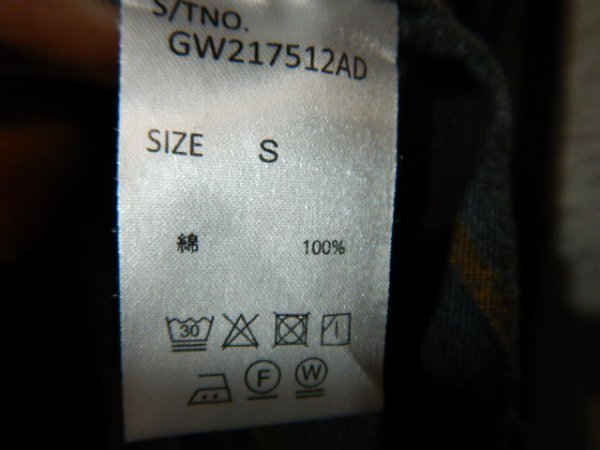 S/TNO.
GW217512AD
SIZE S
綿 100%
30
F W